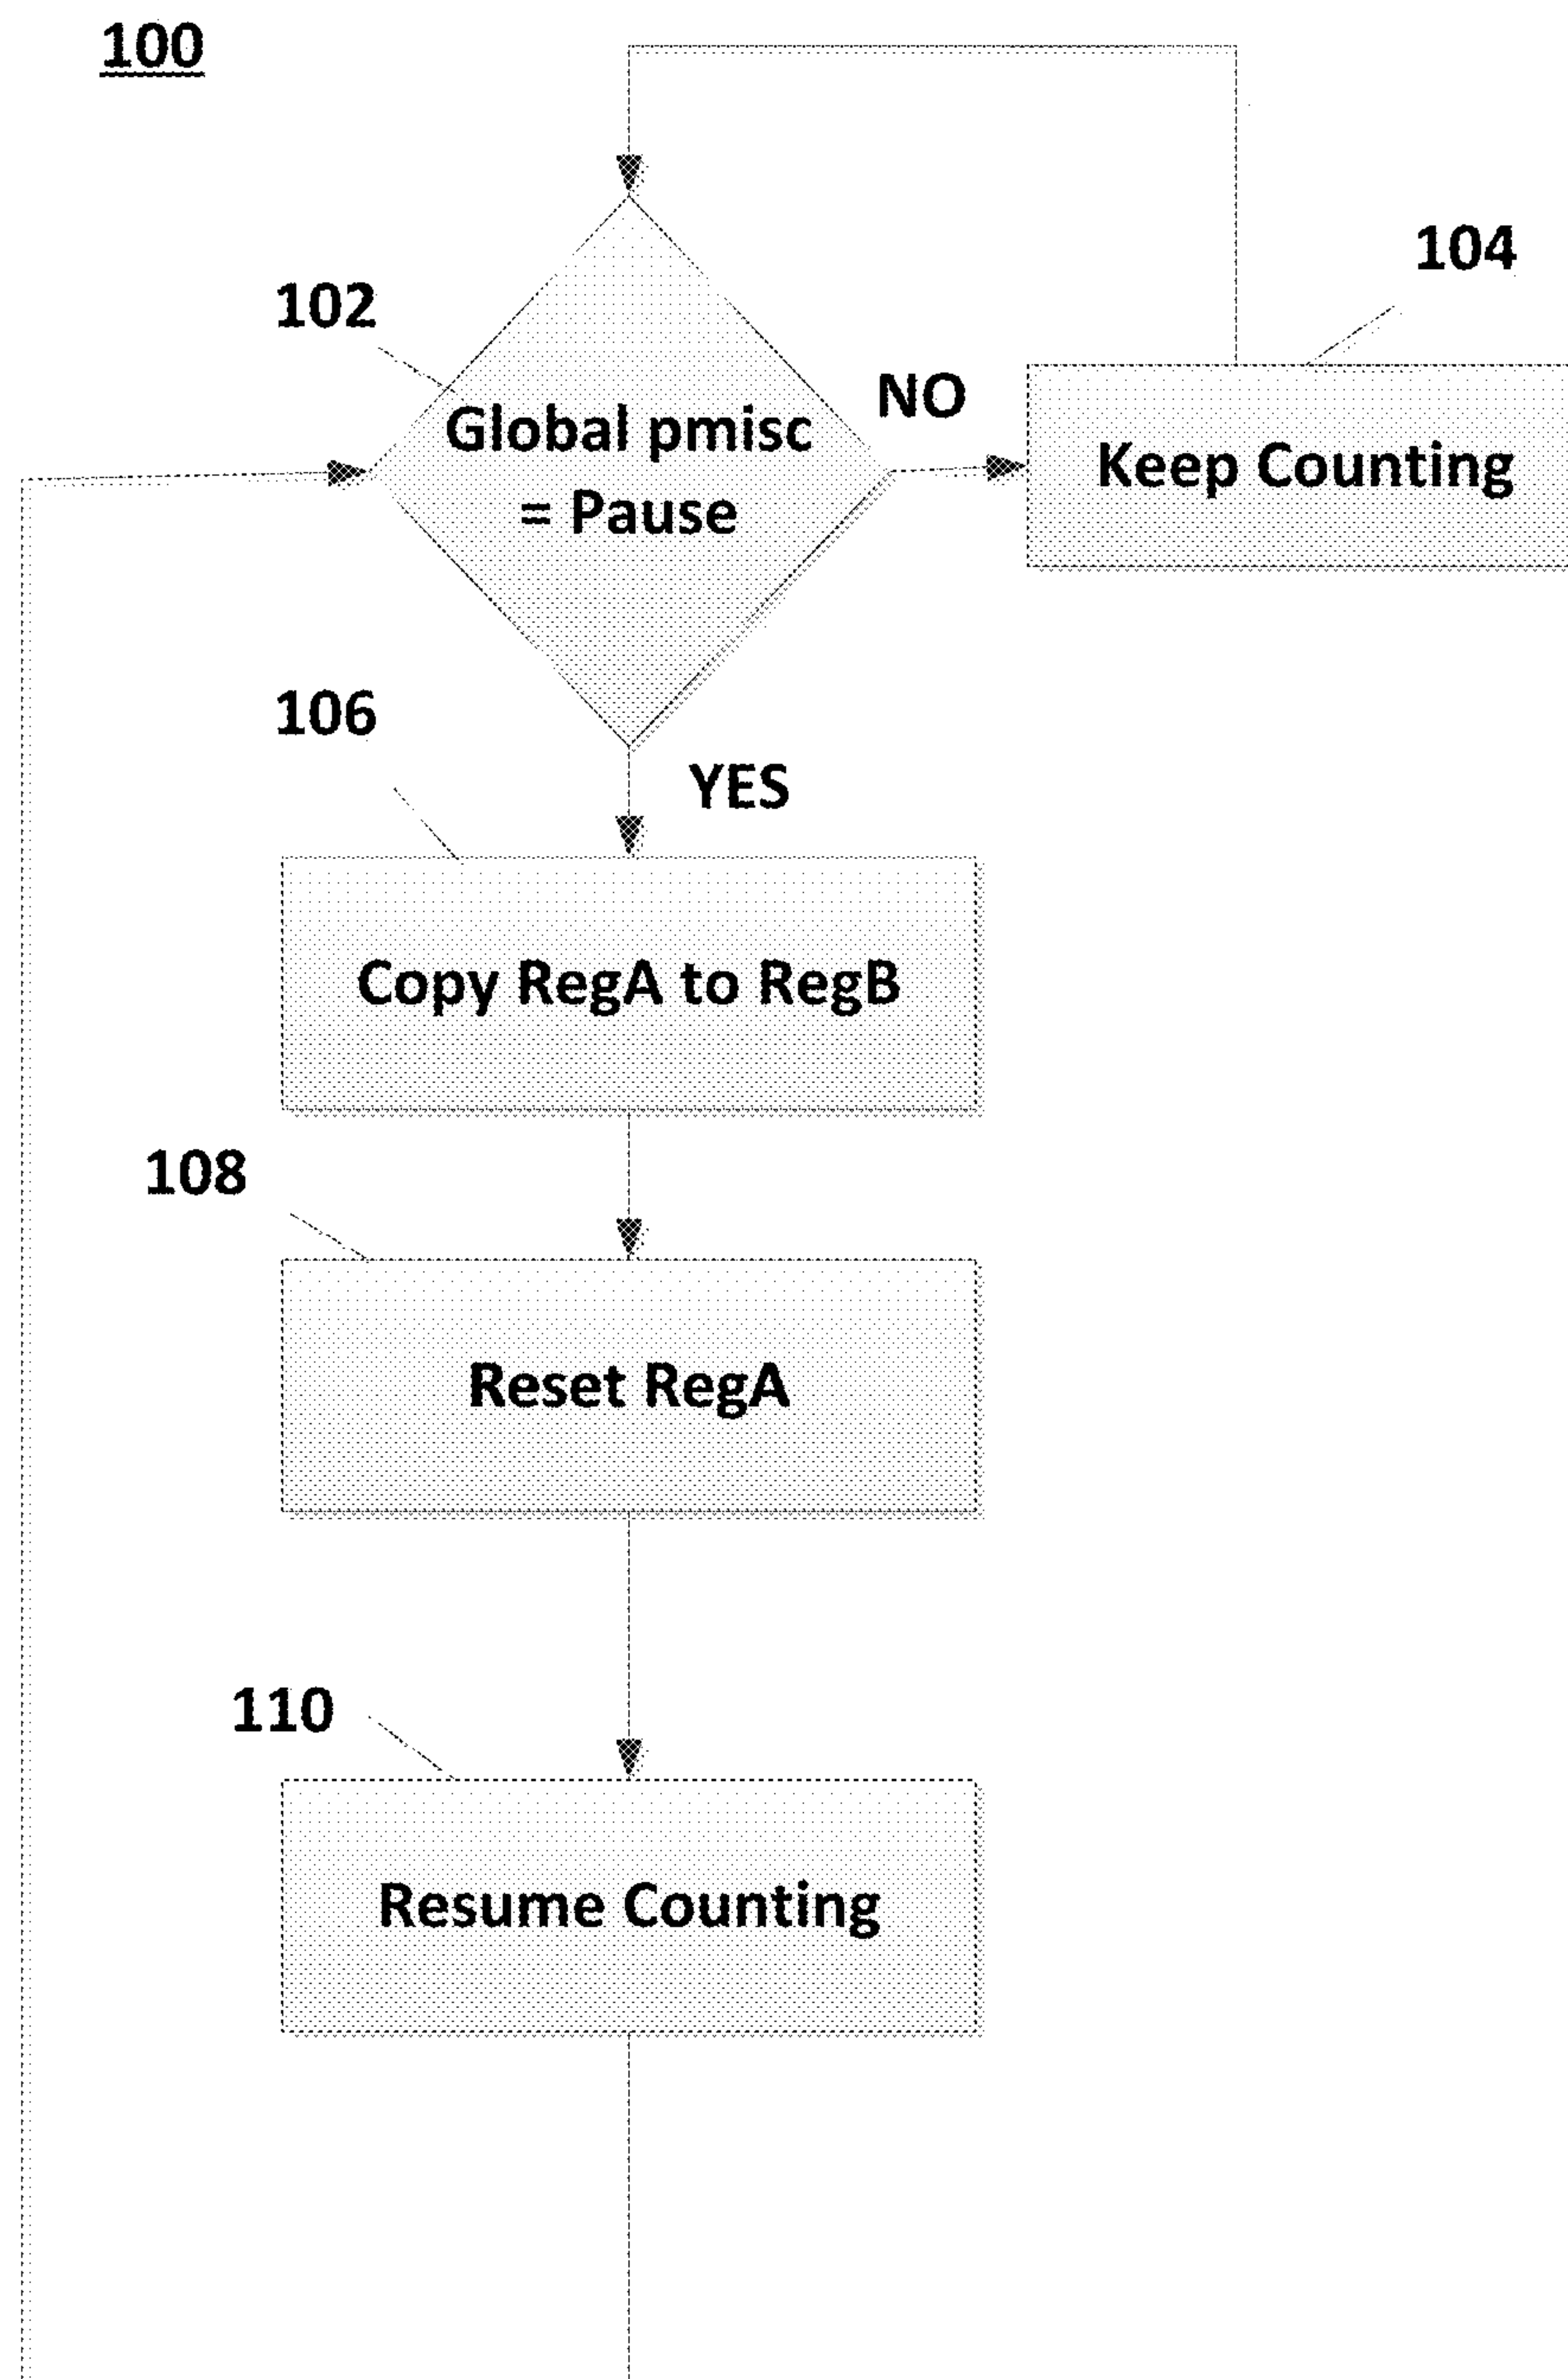 100
102
Global pmisc
= Pause
NO
104
Keep Counting
106
YES
Copy RegA to RegB
108
Reset RegA
110
Resume Counting